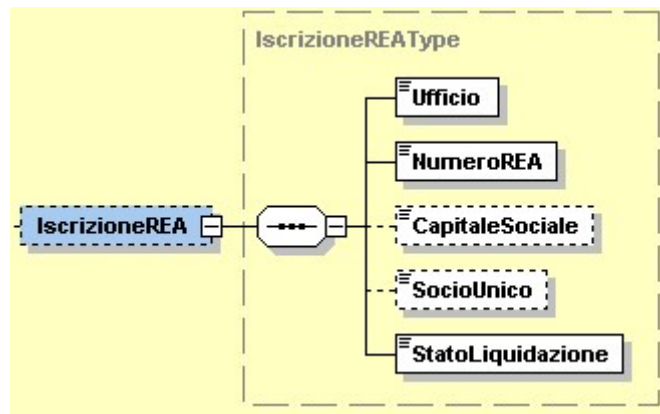 IscrizioneREAType
Ufficio
NumeroREA
IscrizioneREA
CapitaleSociale
SocioUnico
StatoLiquidazione